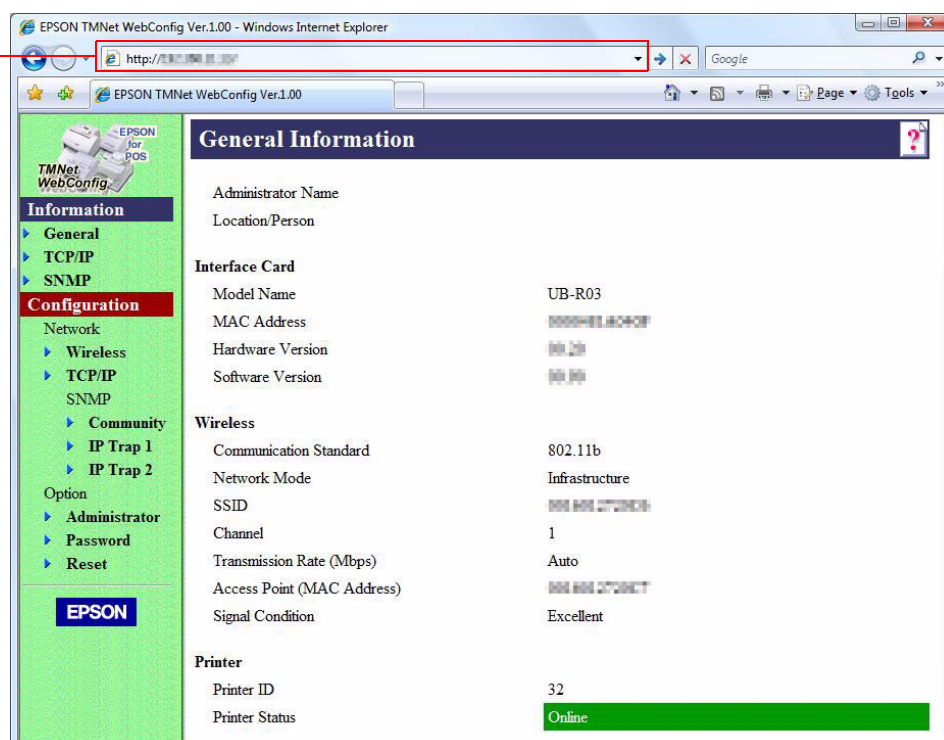 EPSON TMNet WebConfig Ver.1.00 - Windows Internet Explorer
http://
Google
EPSON TMNet WebConfig Ver.1.00
Page
Tools
EPSON
for
POS
TMNet
WebConfig
Information
General
TCP/IP
SNMP
Configuration
Network
Wireless
TCP/IP
SNMP
Community
IP Trap 1
IP Trap 2
Option
Administrator
Password
Reset
EPSON
General Information
?
Administrator Name
Location/Person
Interface Card
Model Name UB-R03
MAC Address
Hardware Version
Software Version
Wireless
Communication Standard 802.11b
Network Mode Infrastructure
SSID
Channel 1
Transmission Rate (Mbps) Auto
Access Point (MAC Address)
Signal Condition Excellent
Printer
Printer ID 32
Printer Status Online